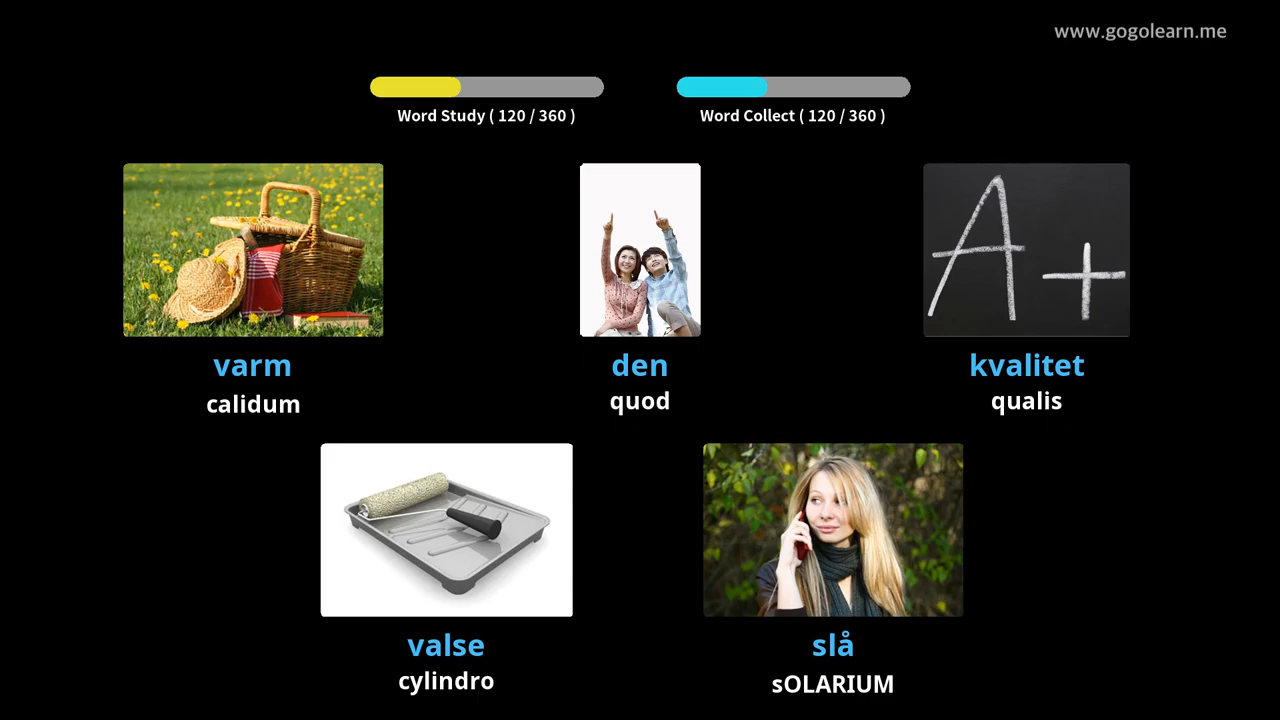 www.gogolearn.me
Word Study ( 120 / 360 )
Word Collect ( 120 / 360 )
A+
varm
calidum
den
quod
kvalitet
qualis
valse
cylindro
slå
sOLARIUM